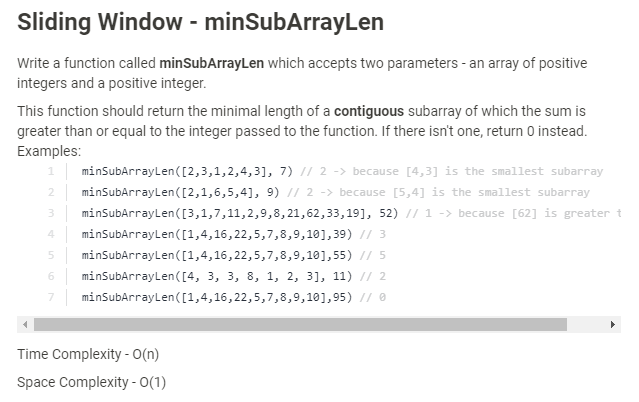 Sliding Window - minSubArrayLen
Write a function called minSubArrayLen which accepts two parameters - an array of positive
integers and a positive integer.
This function should return the minimal length of a contiguous subarray of which the sum is
greater than or equal to the integer passed to the function. If there isn't one, return 0 instead.
Examples:
1 minSubArrayLen([2,3,1,2,4,3], 7) // 2 -> because [4,3] is the smallest subarray
2 minSubArrayLen([2,1,6,5,4], 9) // 2 -> because [5,4] is the smallest subarray
3 minSubArrayLen([3,1,7,11,2,9,8,21,62,33,19], 52) // 1 -> because [62] is greater t
4 minSubArrayLen([1,4,16,22,5,7,8,9,10],39) // 3
5 minSubArrayLen([1,4,16,22,5,7,8,9,10],55) // 5
6 minSubArrayLen([4, 3, 3, 8, 1, 2, 3], 11) // 2
7 minSubArrayLen([1,4,16,22,5,7,8,9,10],95) // 0
Time Complexity - O(n)
Space Complexity - O(1)